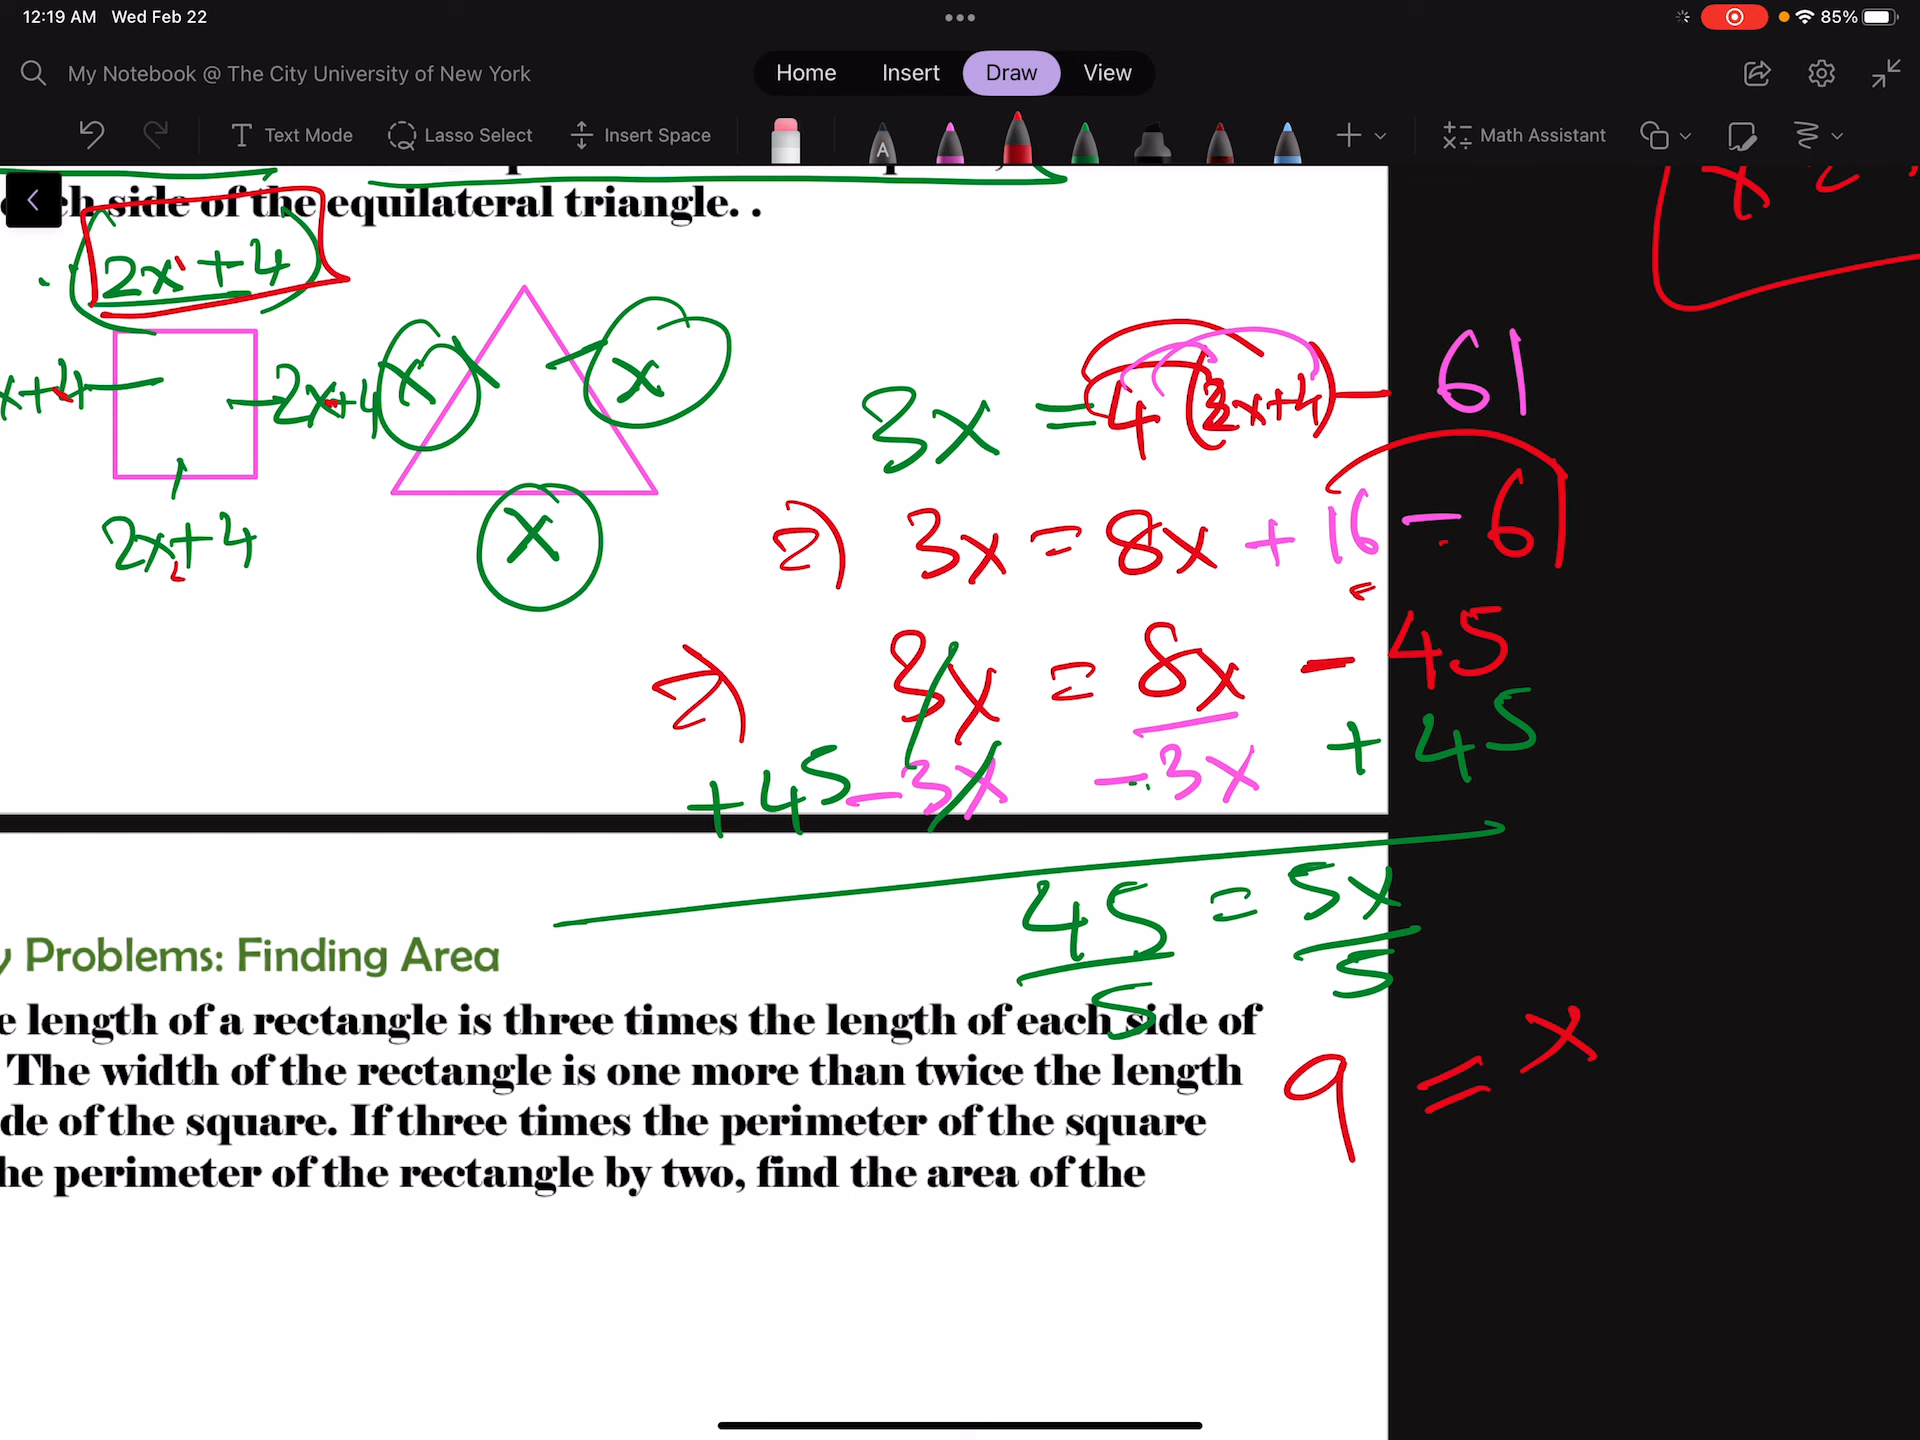 12:19 AM Wed Feb 22
85%
My Notebook @ The City University of New York
Home Insert Draw View
Text Mode Lasso Select Insert Space
A
Math Assistant
side of the equilateral triangle. .
2x+4
x+4
2x+4
x
x
2x+4
x
3x = 4(2x+4) - 61
2) 3x = 8x + 16 - 61
3x = 8x - 45
+45 -3x -3x +45
45 = 5x
5 5
9 = x
Problems: Finding Area
length of a rectangle is three times the length of each side of
The width of the rectangle is one more than twice the length
of the square. If three times the perimeter of the square
perimeter of the rectangle by two, find the area of the